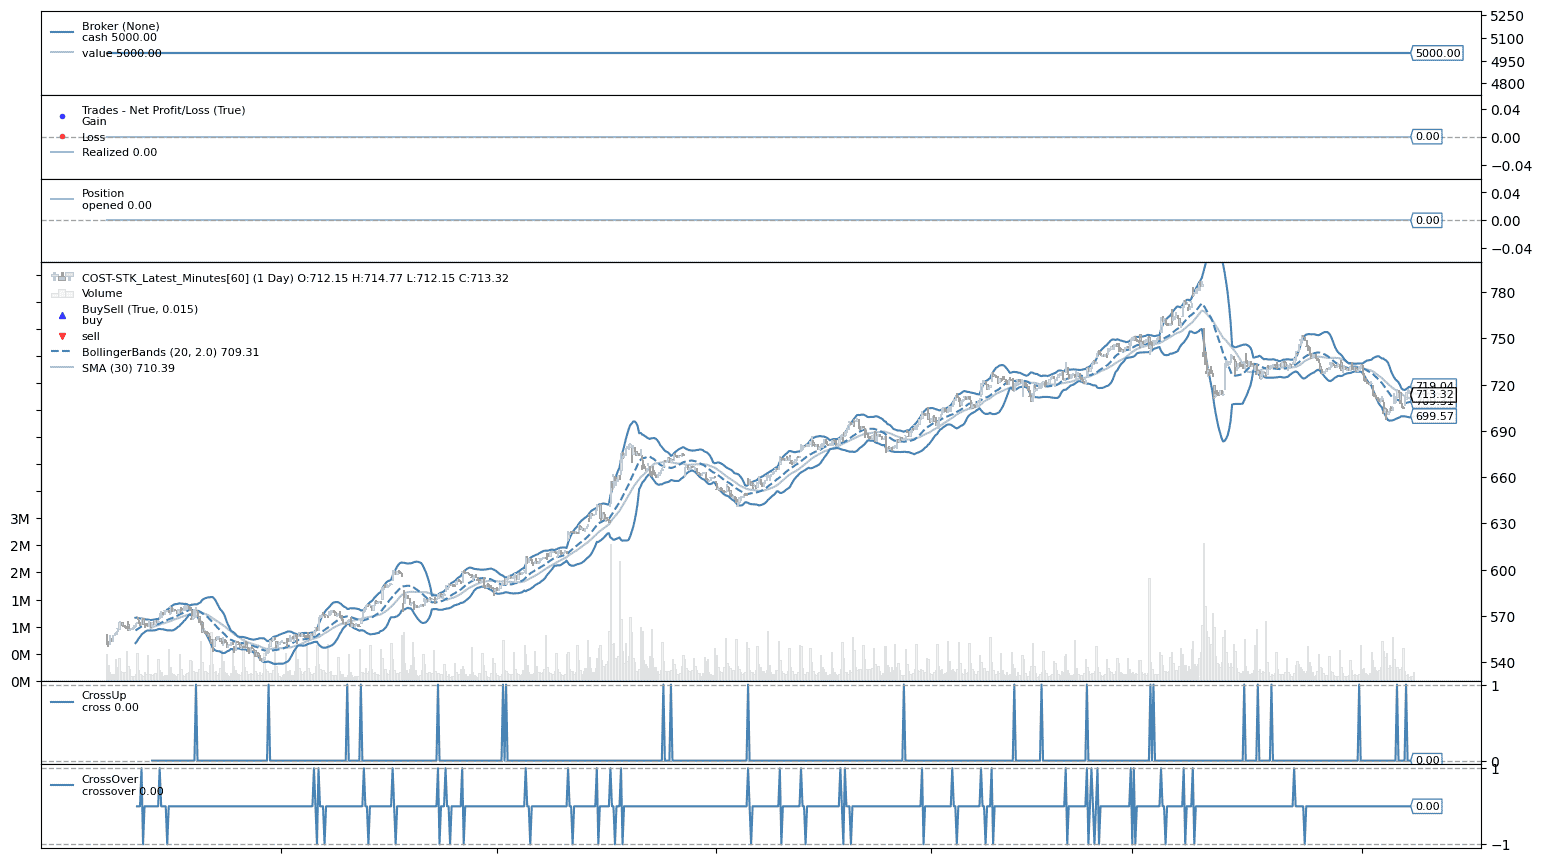 Broker (None)
cash 5000.00
value 5000.00
5000.00
5250
5100
4950
4800
Trades - Net Profit/Loss (True)
Gain
Loss
Realized 0.00
0.00
0.04
0.00
−0.04
Position
opened 0.00
0.00
0.04
0.00
−0.04
COST-STK_Latest_Minutes[60] (1 Day) O:712.15 H:714.77 L:712.15 C:713.32
Volume
BuySell (True, 0.015)
buy
sell
BollingerBands (20, 2.0) 709.31
SMA (30) 710.39
780
750
720
690
660
630
600
570
540
719.04
713.32
709.31
699.57
3M
2M
2M
1M
1M
0M
0M
CrossUp
cross 0.00
0.00
1
0
CrossOver
crossover 0.00
0.00
1
−1